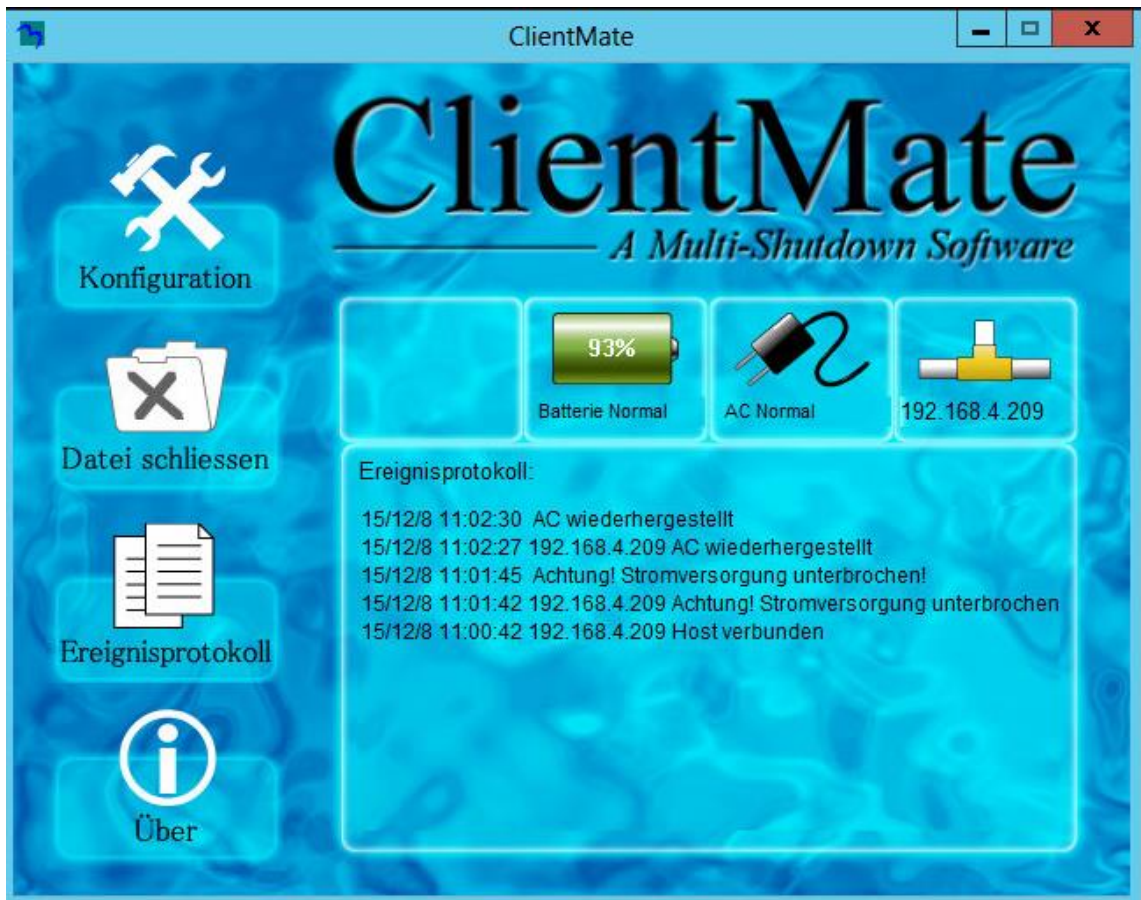 ClientMate
x
ClientMate
A Multi-Shutdown Software
Konfiguration
Datei schliessen
Ereignisprotokoll
Über
93%
Batterie Normal
AC Normal
192.168.4.209
Ereignisprotokoll:
15/12/8 11:02:30 AC wiederhergestellt
15/12/8 11:02:27 192.168.4.209 AC wiederhergestellt
15/12/8 11:01:45 Achtung! Stromversorgung unterbrochen!
15/12/8 11:01:42 192.168.4.209 Achtung! Stromversorgung unterbrochen
15/12/8 11:00:42 192.168.4.209 Host verbunden